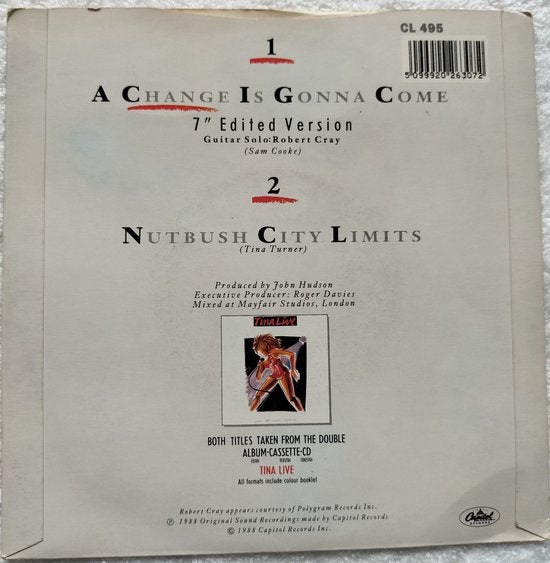 CL 495
5 099920 263072
1
A CHANGE IS GONNA COME
7" Edited Version
Guitar Solo: Robert Cray
(Sam Cooke)
2
NUTBUSH CITY LIMITS
(Tina Turner)
Produced by John Hudson
Executive Producer: Roger Davies
Mixed at Mayfair Studios, London
Tina Live
BOTH TITLES TAKEN FROM THE DOUBLE
ALBUM·CASSETTE·CD
TINA LIVE
All formats include colour booklet
Robert Cray appears courtesy of Polygram Records Inc.
℗ 1988 Original Sound Recordings made by Capitol Records
© 1988 Capitol Records Inc.
Capitol
RECORDS